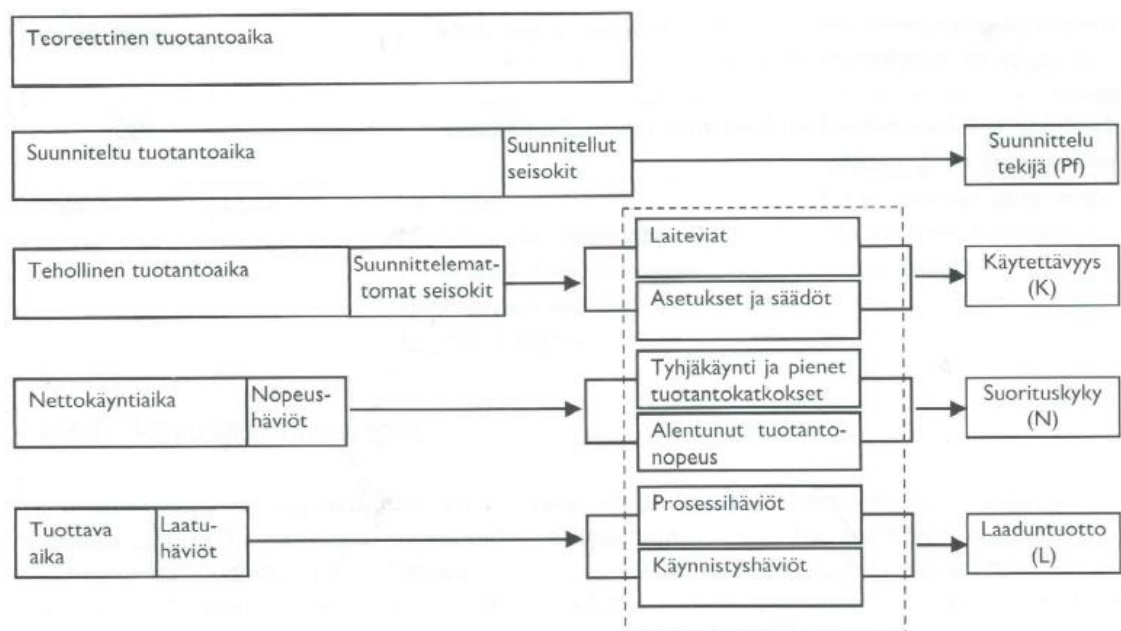 Teoreettinen tuotantoaika
Suunniteltu tuotantoaika
Suunnitellut
seisokit
Suunnittelu
tekijä (Pf)
Tehollinen tuotantoaika
Suunnittelemat-
tomat seisokit
Laiteviat
Asetukset ja säädöt
Käytettävyys
(K)
Nettokäyntiaika
Nopeus-
häviöt
Tyhjäkäynti ja pienet
tuotantokatkokset
Alentunut tuotanto-
nopeus
Suorituskyky
(N)
Tuottava
aika
Laatu-
häviöt
Prosessihäviöt
Käynnistyshäviöt
Laaduntuotto
(L)